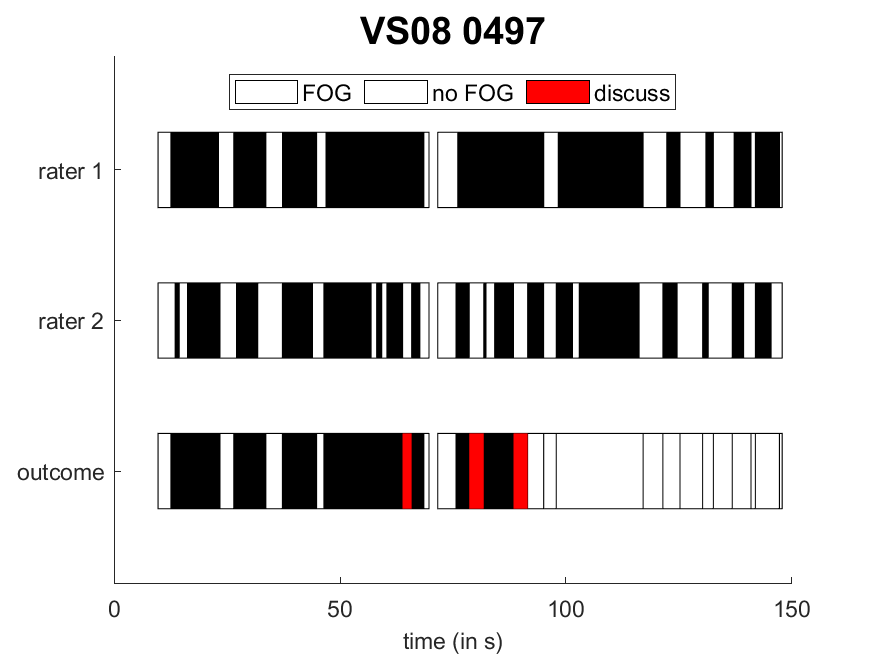 VS08 0497
FOG no FOG discuss
rater 1
rater 2
outcome
0 50 100 150
time (in s)